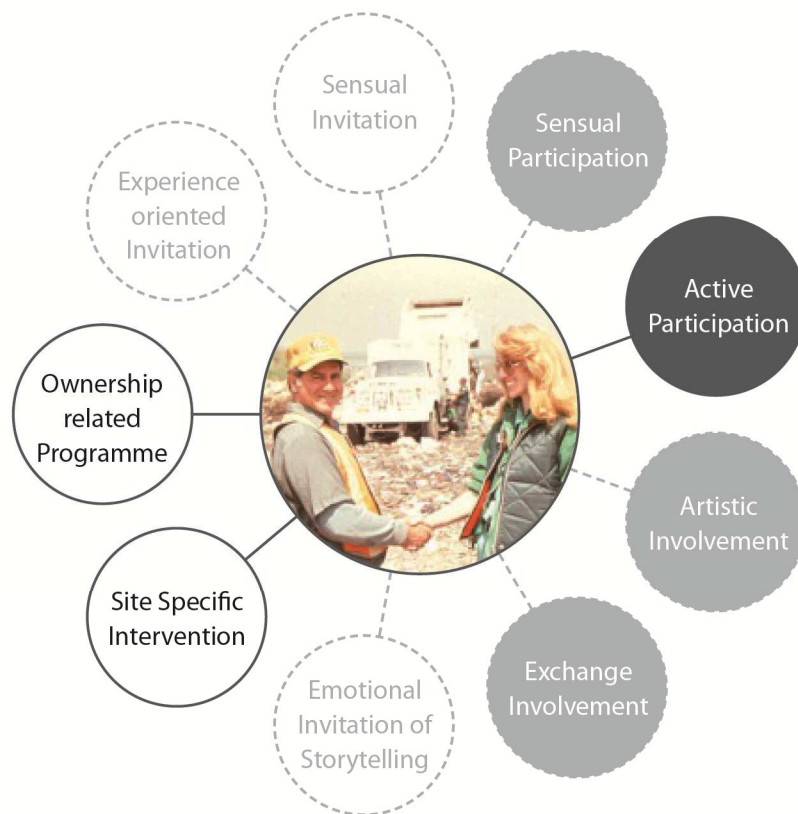 Sensual
Invitation
Sensual
Participation
Experience
oriented
Invitation
Active
Participation
Ownership
related
Programme
Artistic
Involvement
Site Specific
Intervention
Exchange
Involvement
Emotional
Invitation of
Storytelling